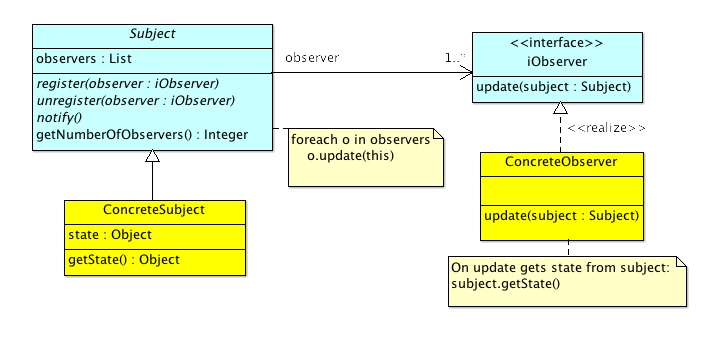 Subject
observers : List
register(observer : iObserver)
unregister(observer : iObserver)
notify()
getNumberOfObservers() : Integer
observer
1..*
<<interface>>
iObserver
update(subject : Subject)
foreach o in observers
o.update(this)
<<realize>>
ConcreteSubject
state : Object
getState() : Object
ConcreteObserver
update(subject : Subject)
On update gets state from subject:
subject.getState()